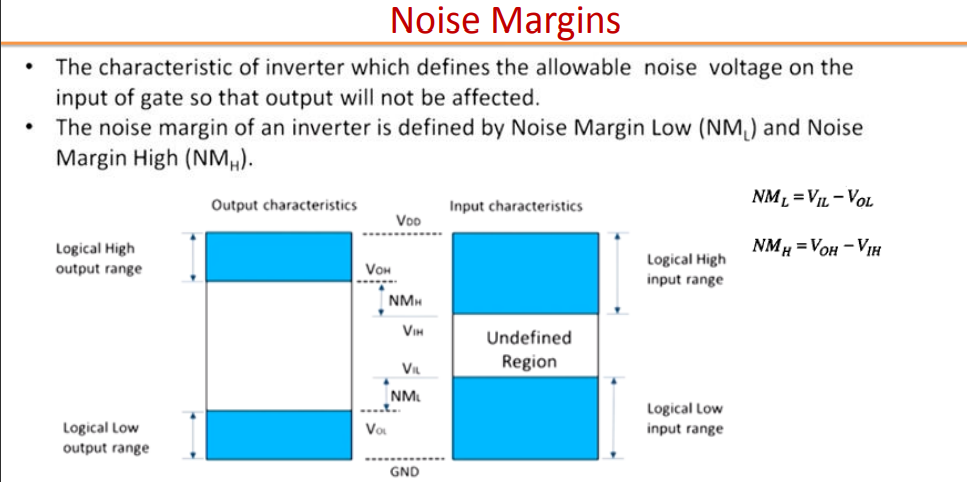 Noise Margins
• The characteristic of inverter which defines the allowable noise voltage on the
input of gate so that output will not be affected.
• The noise margin of an inverter is defined by Noise Margin Low (NML) and Noise
Margin High (NMH).
Output characteristics
Input characteristics
VDD
Logical High
output range
VOH
NMH
VIH
VIL
NML
VOL
GND
Logical Low
output range
Undefined
Region
Logical High
input range
Logical Low
input range
NML = VIL − VOL
NMH = VOH − VIH